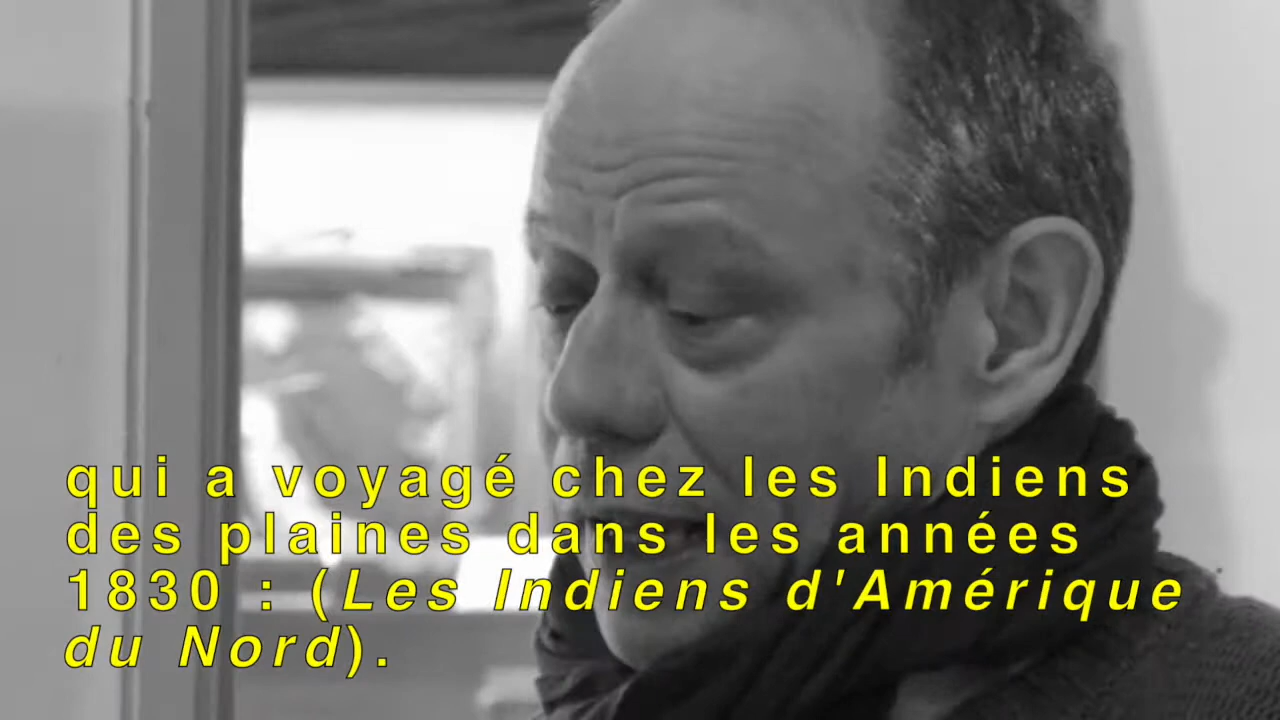 qui a voyagé chez les Indiens
des plaines dans les années
1830 : (Les Indiens d'Amérique
du Nord).